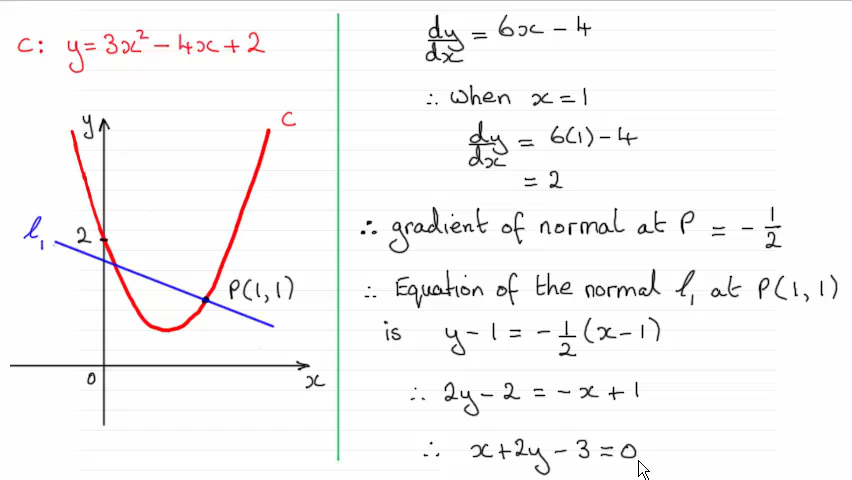 C: y = 3x² − 4x + 2
y
C
l₁
2
P(1, 1)
0
x
dy/dx = 6x − 4
∴ when x = 1
dy/dx = 6(1) − 4
= 2
∴ gradient of normal at P = − 1/2
∴ Equation of the normal l₁ at P(1, 1)
is y − 1 = − 1/2 (x − 1)
∴ 2y − 2 = − x + 1
∴ x + 2y − 3 = 0